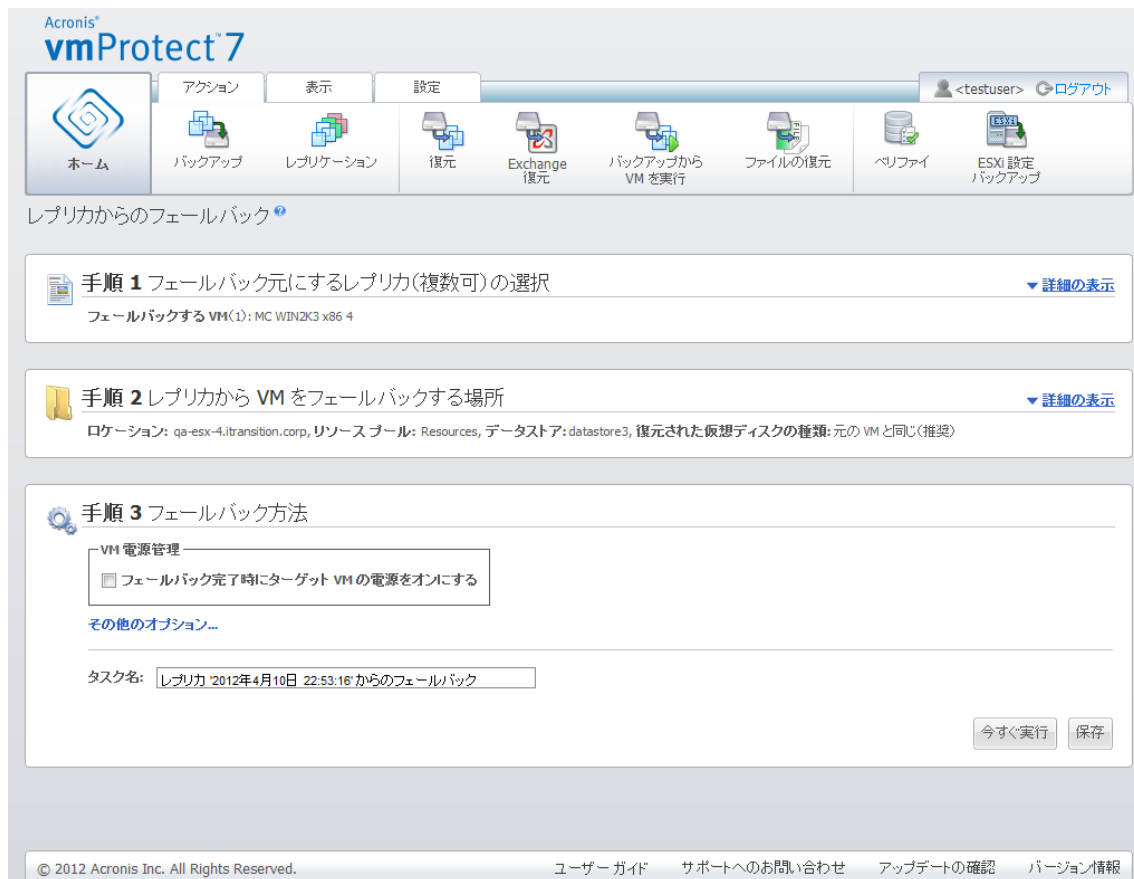 Acronis®
vmProtect™ 7
アクション 表示 設定
<testuser> ログアウト
ホーム
バックアップ
レプリケーション
復元
Exchange
復元
バックアップから
VM を実行
ファイルの復元
ベリファイ
ESXi 設定
バックアップ
レプリカからのフェールバック
手順 1 フェールバック元にするレプリカ(複数可)の選択
詳細の表示
フェールバックする VM(1): MC WIN2K3 x86 4
手順 2 レプリカから VM をフェールバックする場所
詳細の表示
ロケーション: qa-esx-4.itransition.corp, リソース プール: Resources, データストア: datastore3, 復元された仮想ディスクの種類: 元の VM と同じ(推奨)
手順 3 フェールバック方法
VM 電源管理
フェールバック完了時にターゲット VM の電源をオンにする
その他のオプション...
タスク名: レプリカ '2012年4月10日 22:53:16' からのフェールバック
今すぐ実行 保存
© 2012 Acronis Inc. All Rights Reserved.
ユーザー ガイド サポートへのお問い合わせ アップデートの確認 バージョン情報